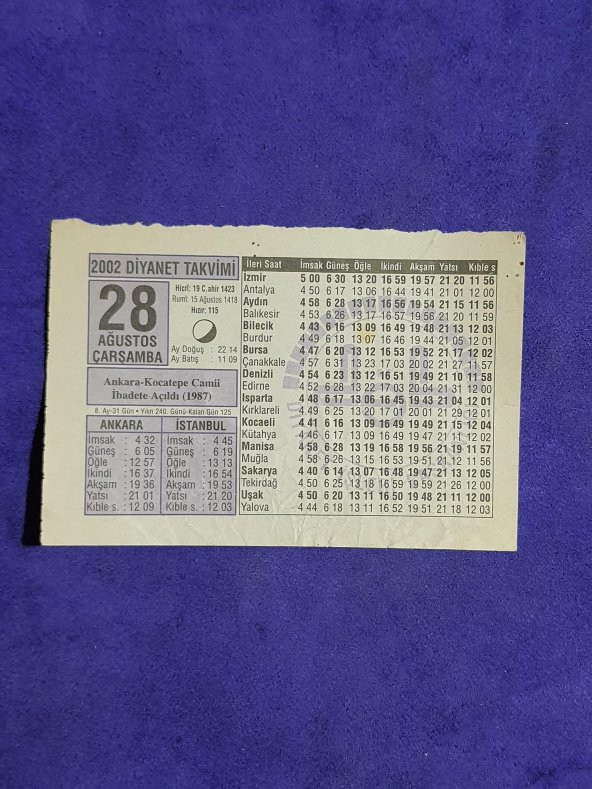 2002 DİYANET TAKVİMİ
28
AĞUSTOS
ÇARŞAMBA
Hicrî: 19 C.ahir 1423
Rumî: 15 Ağustos 1418
Hızır: 115
Ay Doğuş : 22 14
Ay Batış : 11 09
Ankara-Kocatepe Camii
İbadete Açıldı (1987)
8. Ay-31 Gün • Yılın 240. Günü-Kalan Gün 125
ANKARA İSTANBUL
İmsak : 4 32 İmsak : 4 45
Güneş : 6 05 Güneş : 6 19
Öğle : 12 57 Öğle : 13 13
İkindi : 16 37 İkindi : 16 54
Akşam : 19 36 Akşam : 19 53
Yatsı : 21 01 Yatsı : 21 20
Kıble s. : 12 09 Kıble s. : 12 03
İleri Saat İmsak Güneş Öğle İkindi Akşam Yatsı Kıble s
İzmir 5 00 6 30 13 20 16 59 19 57 21 20 11 56
Antalya 4 50 6 17 13 06 16 44 19 41 21 01 12 00
Aydın 4 58 6 28 13 17 16 56 19 54 21 15 11 56
Balıkesir 4 53 6 26 13 17 16 57 19 56 21 20 11 59
Bilecik 4 43 6 16 13 09 16 49 19 48 21 13 12 03
Burdur 4 49 6 18 13 07 16 46 19 44 21 05 12 01
Bursa 4 47 6 20 13 12 16 53 19 52 21 17 12 02
Çanakkale 4 57 6 31 13 23 17 03 20 02 21 27 11 57
Denizli 4 54 6 23 13 12 16 51 19 49 21 10 11 58
Edirne 4 52 6 28 13 22 17 03 20 04 21 31 12 00
Isparta 4 48 6 17 13 06 16 45 19 43 21 04 12 01
Kırklareli 4 49 6 25 13 20 17 01 20 01 21 29 12 01
Kocaeli 4 41 6 16 13 09 16 49 19 49 21 15 12 04
Kütahya 4 46 6 17 13 09 16 49 19 47 21 11 12 02
Manisa 4 58 6 28 13 19 16 58 19 56 21 19 11 57
Muğla 4 58 6 26 13 15 16 53 19 51 21 12 11 56
Sakarya 4 40 6 14 13 07 16 48 19 47 21 13 12 05
Tekirdağ 4 50 6 25 13 18 16 59 19 59 21 26 12 00
Uşak 4 50 6 20 13 11 16 50 19 48 21 11 12 00
Yalova 4 44 6 18 13 11 16 52 19 51 21 18 12 03